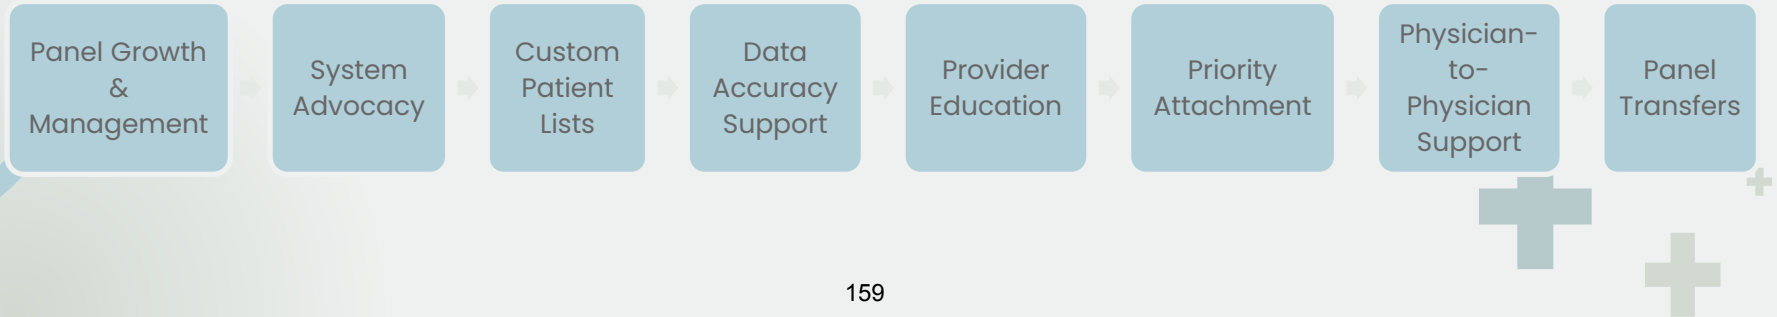 Panel Growth
&
Management
System
Advocacy
Custom
Patient
Lists
Data
Accuracy
Support
Provider
Education
Priority
Attachment
Physician-
to-
Physician
Support
Panel
Transfers
159